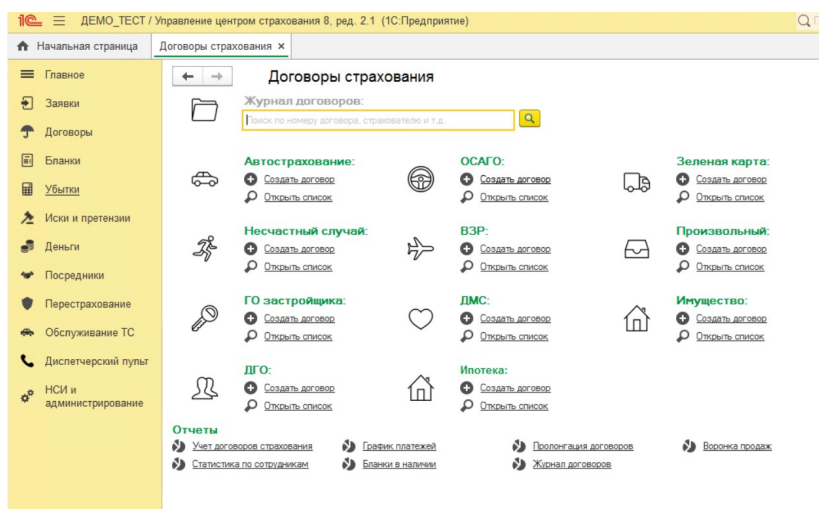 1С ДЕМО_ТЕСТ / Управление центром страхования 8, ред. 2.1 (1С:Предприятие)
Начальная страница Договоры страхования ×
Главное
Заявки
Договоры
Бланки
Убытки
Иски и претензии
Деньги
Посредники
Перестрахование
Обслуживание ТС
Диспетчерский пульт
НСИ и
администрирование
Договоры страхования
Журнал договоров:
Поиск по номеру договора, страхователю и т.д.
Автострахование:
Создать договор
Открыть список
ОСАГО:
Создать договор
Открыть список
Зеленая карта:
Создать договор
Открыть список
Несчастный случай:
Создать договор
Открыть список
ВЗР:
Создать договор
Открыть список
Произвольный:
Создать договор
Открыть список
ГО застройщика:
Создать договор
Открыть список
ДМС:
Создать договор
Открыть список
Имущество:
Создать договор
Открыть список
ДГО:
Создать договор
Открыть список
Ипотека:
Создать договор
Открыть список
Отчеты
Учет договоров страхования График платежей Пролонгация договоров Воронка продаж
Статистика по сотрудникам Бланки в наличии Журнал договоров